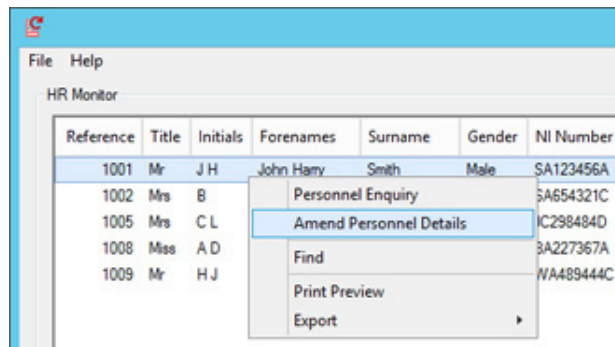 File Help
HR Monitor
Reference Title Initials Forenames Surname Gender NI Number
1001 Mr J H John Harry Smith Male SA123456A
1002 Mrs B SA654321C
1005 Mrs C L JC298484D
1008 Miss A D BA227367A
1009 Mr H J WA489444C
Personnel Enquiry
Amend Personnel Details
Find
Print Preview
Export